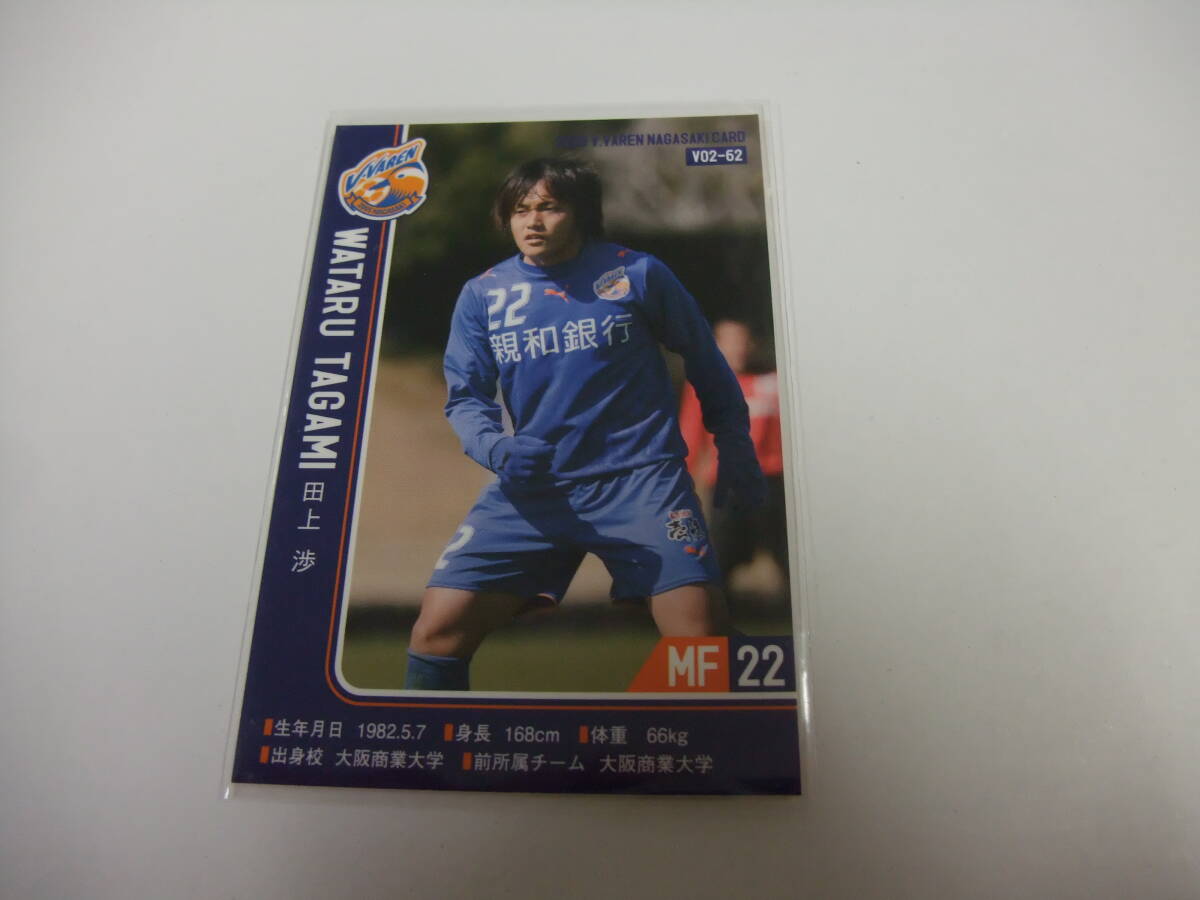 V.VAREN NAGASAKI CARD
V02-62
V-VAREN
WATARU TAGAMI 田上 渉
22
親和銀行
2
MF 22
生年月日 1982.5.7 身長 168cm 体重 66kg
出身校 大阪商業大学 前所属チーム 大阪商業大学